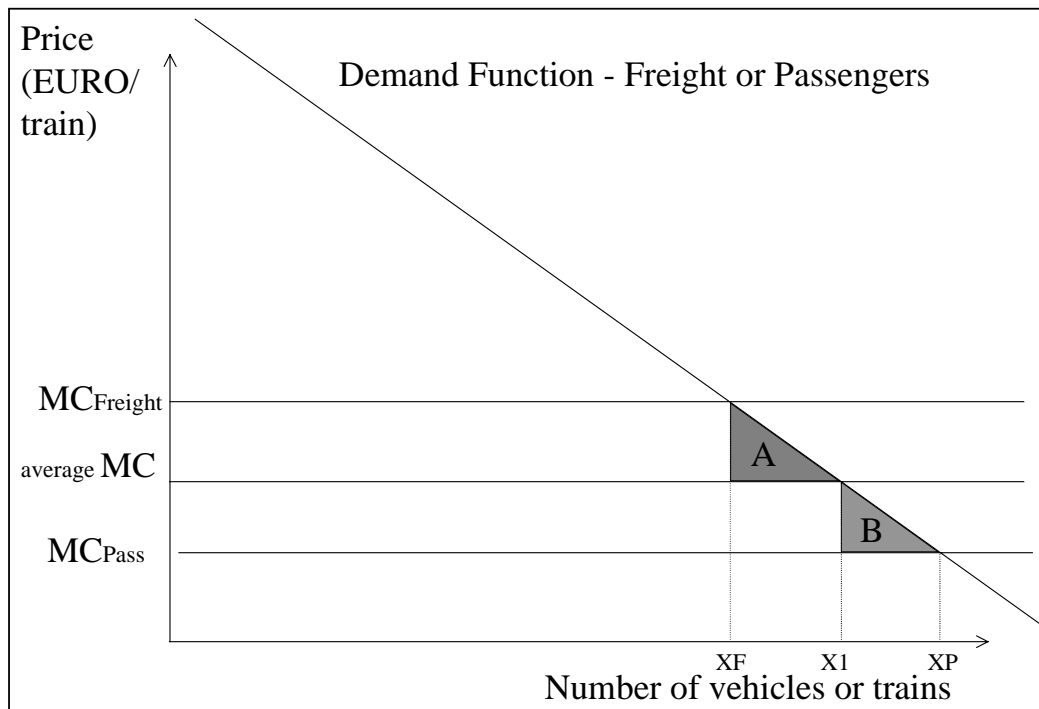 Price
(EURO/
train)
Demand Function - Freight or Passengers
MCFreight
A
average MC
B
MCPass
XF X1 XP
Number of vehicles or trains